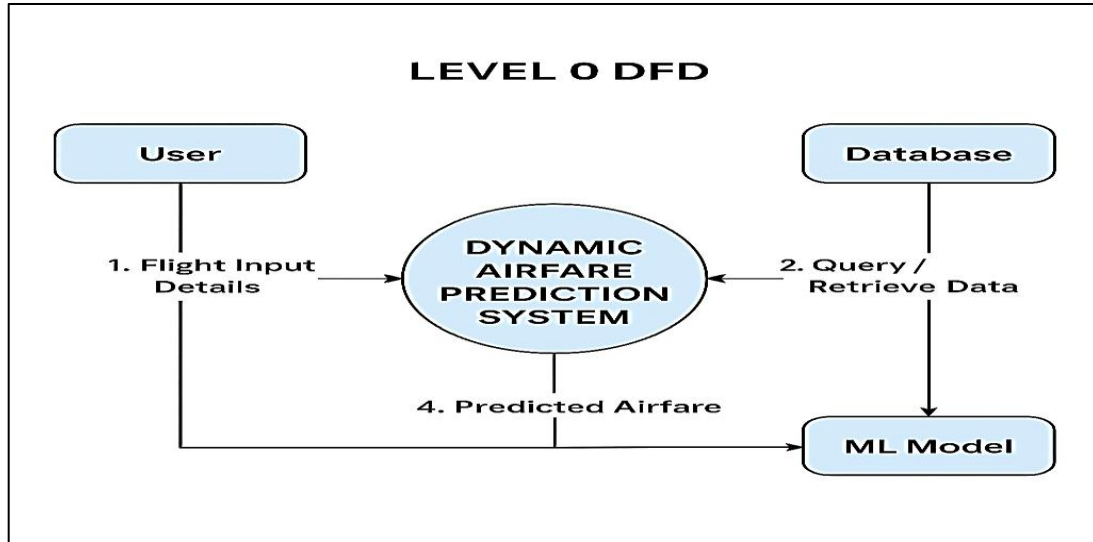 LEVEL 0 DFD
User
Database
1. Flight Input
Details
DYNAMIC
AIRFARE
PREDICTION
SYSTEM
2. Query /
Retrieve Data
4. Predicted Airfare
ML Model